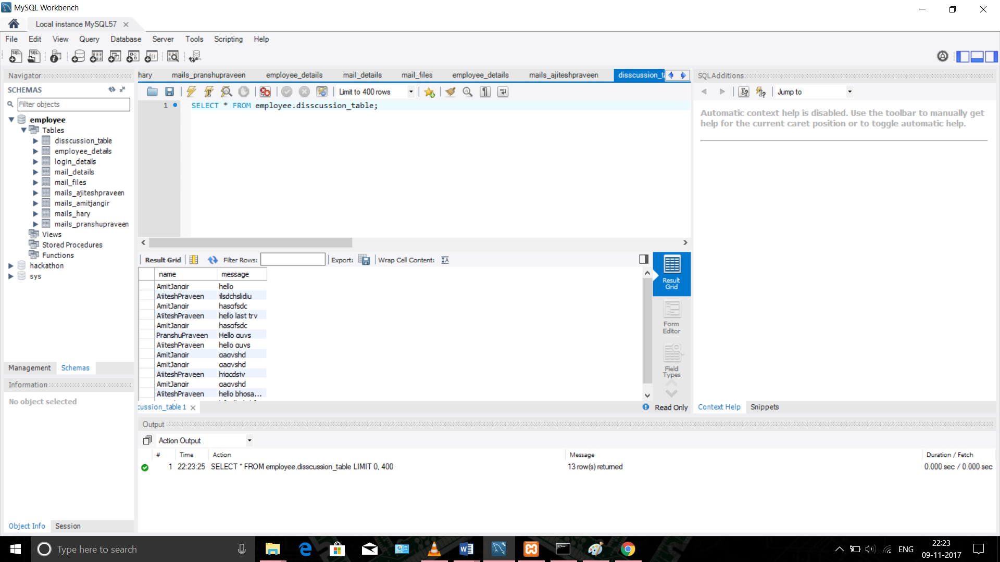 MySQL Workbench
Local instance MySQL57
File Edit View Query Database Server Tools Scripting Help
Navigator
SCHEMAS
Filter objects
employee
Tables
disscussion_table
employee_details
login_details
mail_details
mail_files
mails_ajiteshpraveen
mails_amitjangir
mails_hary
mails_pranshupraveen
Views
Stored Procedures
Functions
hackathon
sys
Management Schemas
Information
No object selected
Object Info Session
hary mails_pranshupraveen employee_details mail_details mail_files employee_details mails_ajiteshpraveen disscussion_ta
Limit to 400 rows
1 SELECT * FROM employee.disscussion_table;
Result Grid Filter Rows: Export: Wrap Cell Content:
name message
AmitJangir hello
AjiteshPraveen ilsdchslidiu
AmitJangir hasgfsdc
AjiteshPraveen hello last try
AmitJangir hasgfsdc
PranshuPraveen Hello guys
AjiteshPraveen hello guys
AmitJangir
AmitJangir
AjiteshPraveen
AmitJangir
AjiteshPraveen hello bhosa...
Result Grid
Form Editor
Field Types
cussion_table 1
Read Only
SQLAdditions
Jump to
Automatic context help is disabled. Use the toolbar to manually get
help for the current caret position or to toggle automatic help.
Context Help Snippets
Output
Action Output
# Time Action Message Duration / Fetch
1 22:23:25 SELECT * FROM employee.disscussion_table LIMIT 0, 400 13 row(s) returned 0.000 sec / 0.000 sec
Type here to search
ENG
22:23
09-11-2017